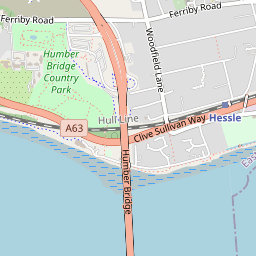 Ferriby Road
Ferriby Road
Humber
Bridge
Country
Park
Woodfield Lane
Hull Line
Hessle
A63
Clive Sullivan Way
Humber Bridge